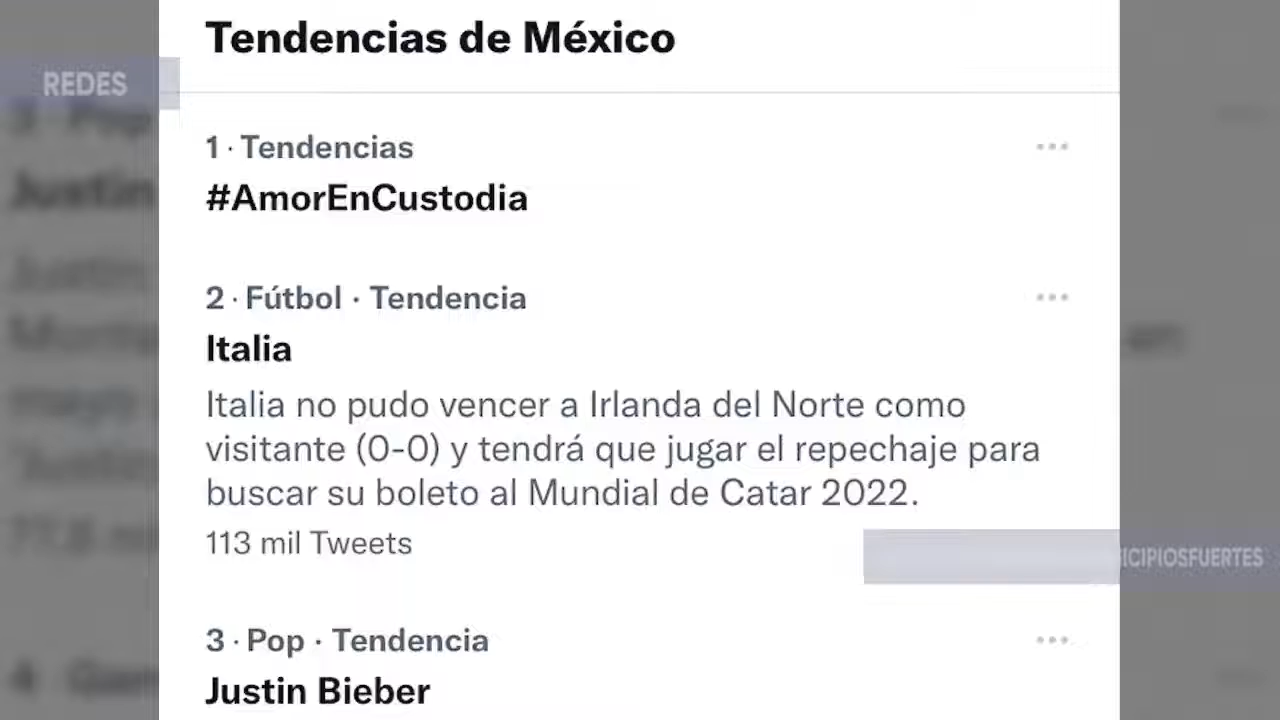 Tendencias de México
REDES
1 · Tendencias
#AmorEnCustodia
2 · Fútbol · Tendencia
Italia
Italia no pudo vencer a Irlanda del Norte como
visitante (0-0) y tendrá que jugar el repechaje para
buscar su boleto al Mundial de Catar 2022.
113 mil Tweets
ICIPIOSFUERTES
3 · Pop · Tendencia
Justin Bieber